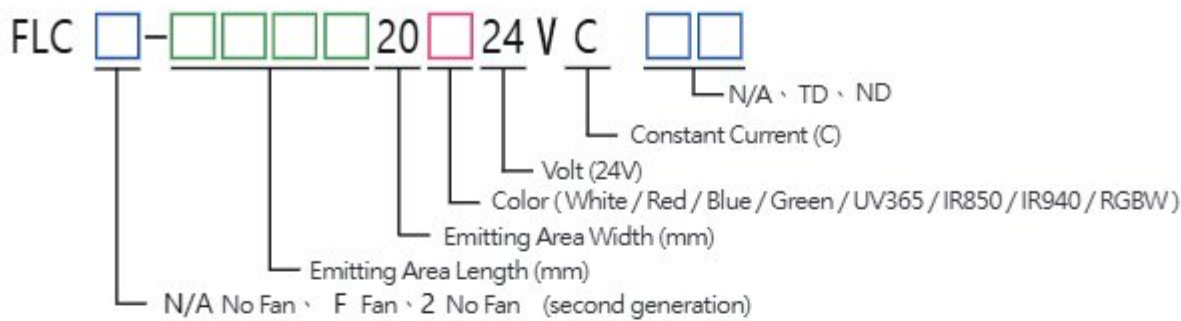 FLC □-□□□□20□24 V C □□
N/A、TD、ND
Constant Current (C)
Volt (24V)
Color ( White / Red / Blue / Green / UV365 / IR850 / IR940 / RGBW )
Emitting Area Width (mm)
Emitting Area Length (mm)
N/A No Fan、 F Fan、2 No Fan (second generation)